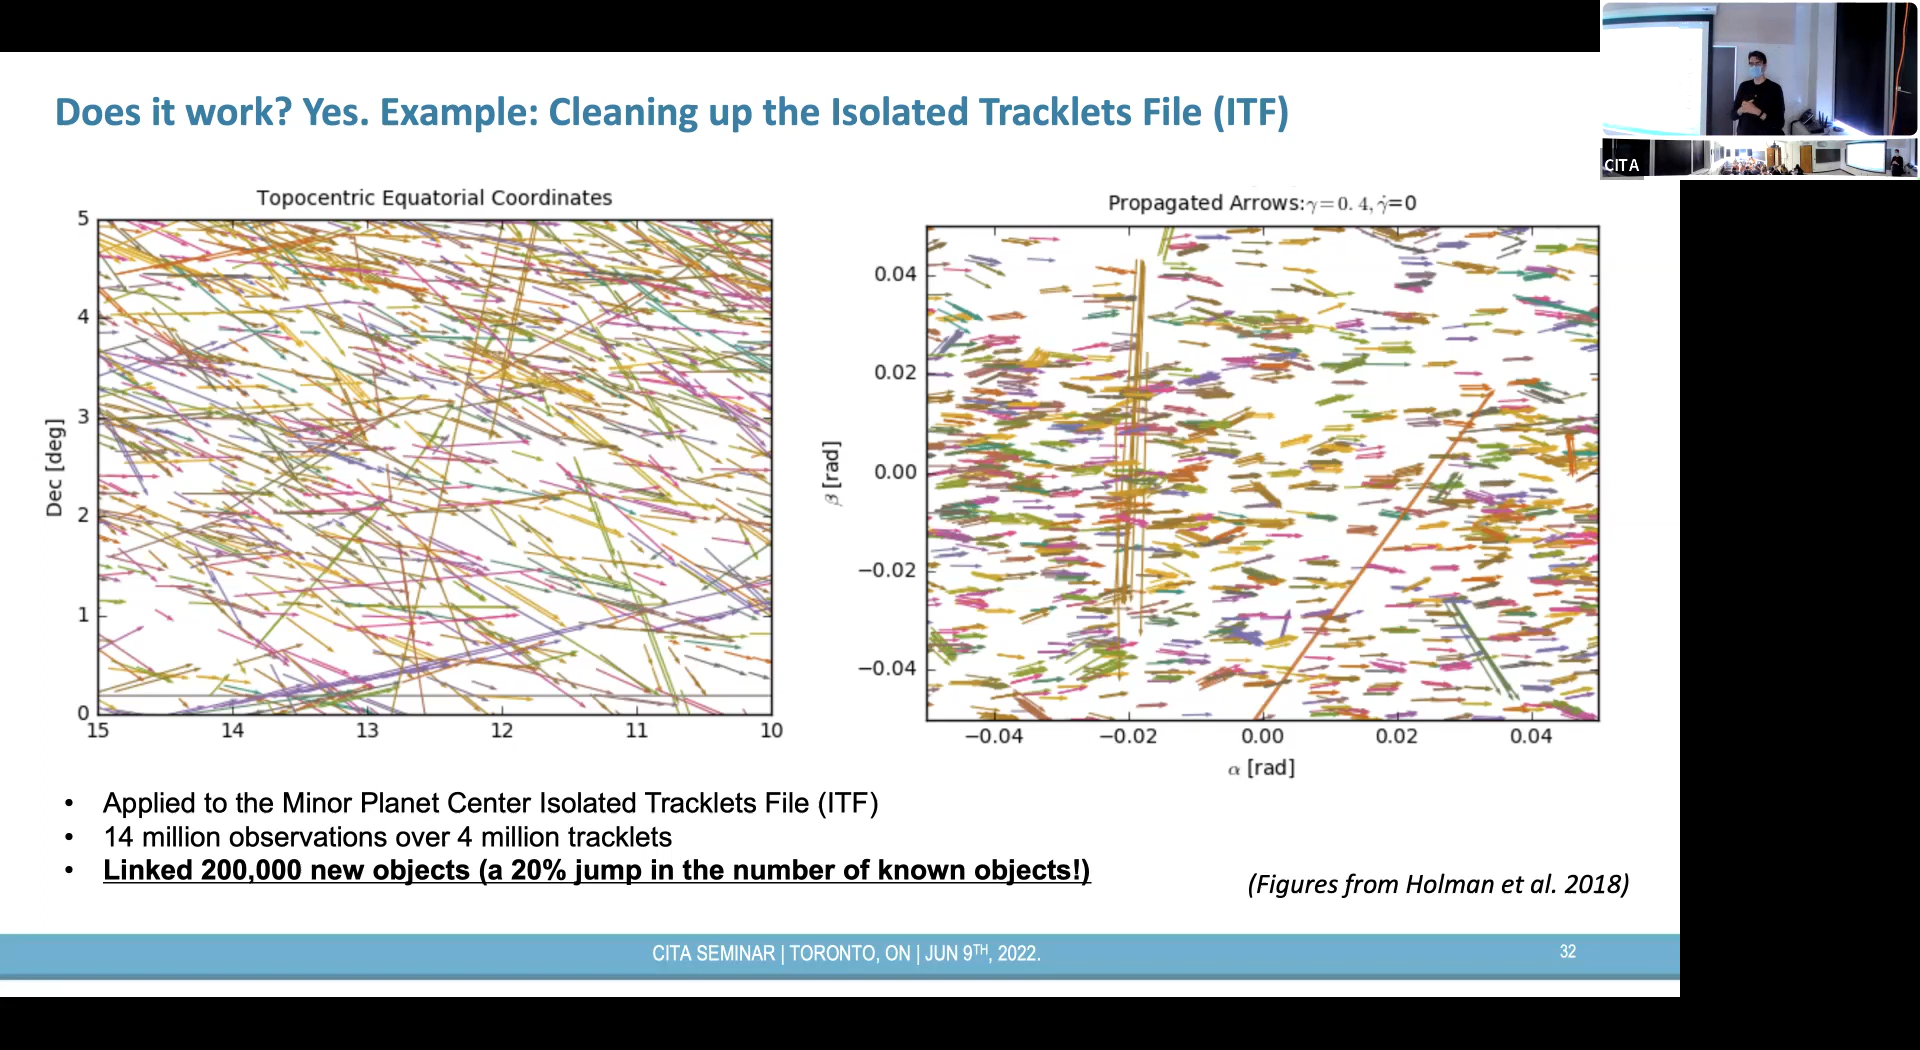 Does it work? Yes. Example: Cleaning up the Isolated Tracklets File (ITF)
CITA
Topocentric Equatorial Coordinates
5
4
3
2
1
0
Dec [deg]
15
14
13
12
11
10
Propagated Arrows:γ=0.4,γ̇=0
0.04
0.02
0.00
−0.02
−0.04
β [rad]
−0.04
−0.02
0.00
0.02
0.04
α [rad]
• Applied to the Minor Planet Center Isolated Tracklets File (ITF)
• 14 million observations over 4 million tracklets
• Linked 200,000 new objects (a 20% jump in the number of known objects!)
(Figures from Holman et al. 2018)
CITA SEMINAR | TORONTO, ON | JUN 9TH, 2022.
32